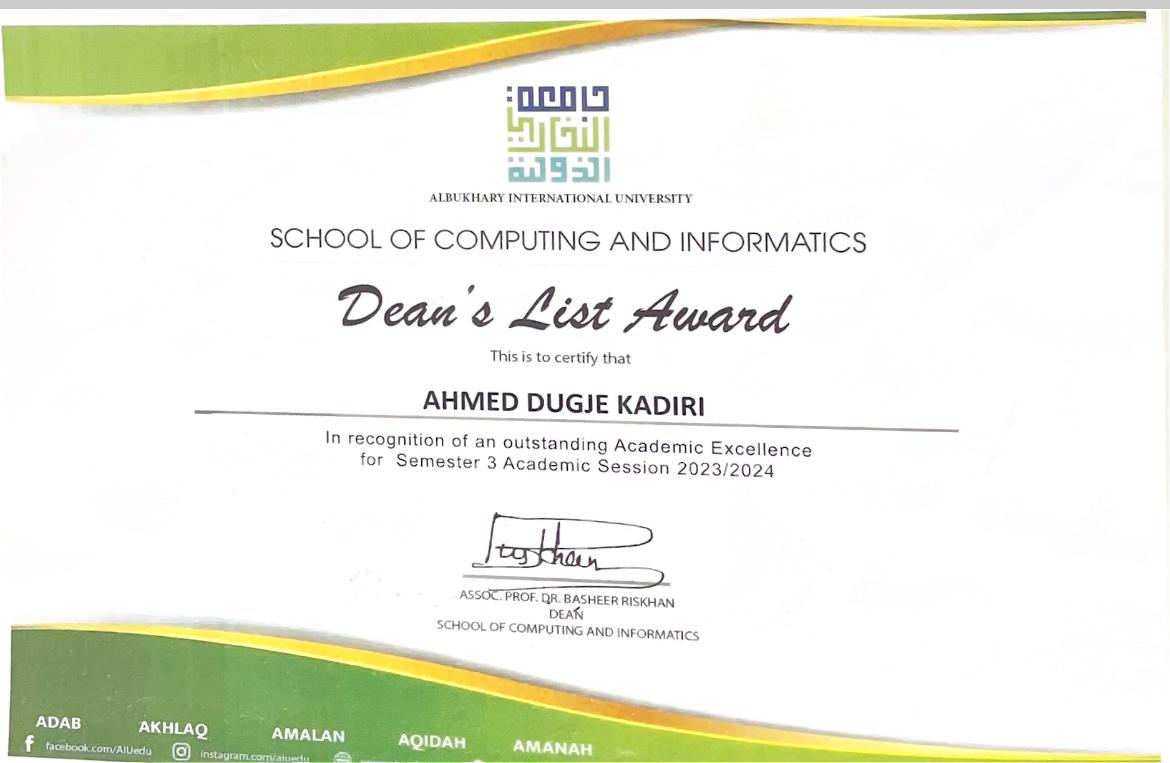 جامعة
البخاري
الدولية
ALBUKHARY INTERNATIONAL UNIVERSITY
SCHOOL OF COMPUTING AND INFORMATICS
Dean's List Award
This is to certify that
AHMED DUGJE KADIRI
In recognition of an outstanding Academic Excellence
for Semester 3 Academic Session 2023/2024
ASSOC. PROF. DR. BASHEER RISKHAN
DEAN
SCHOOL OF COMPUTING AND INFORMATICS
ADAB AKHLAQ AMALAN AQIDAH AMANAH
facebook.com/AIUedu instagram.com/aiuedu